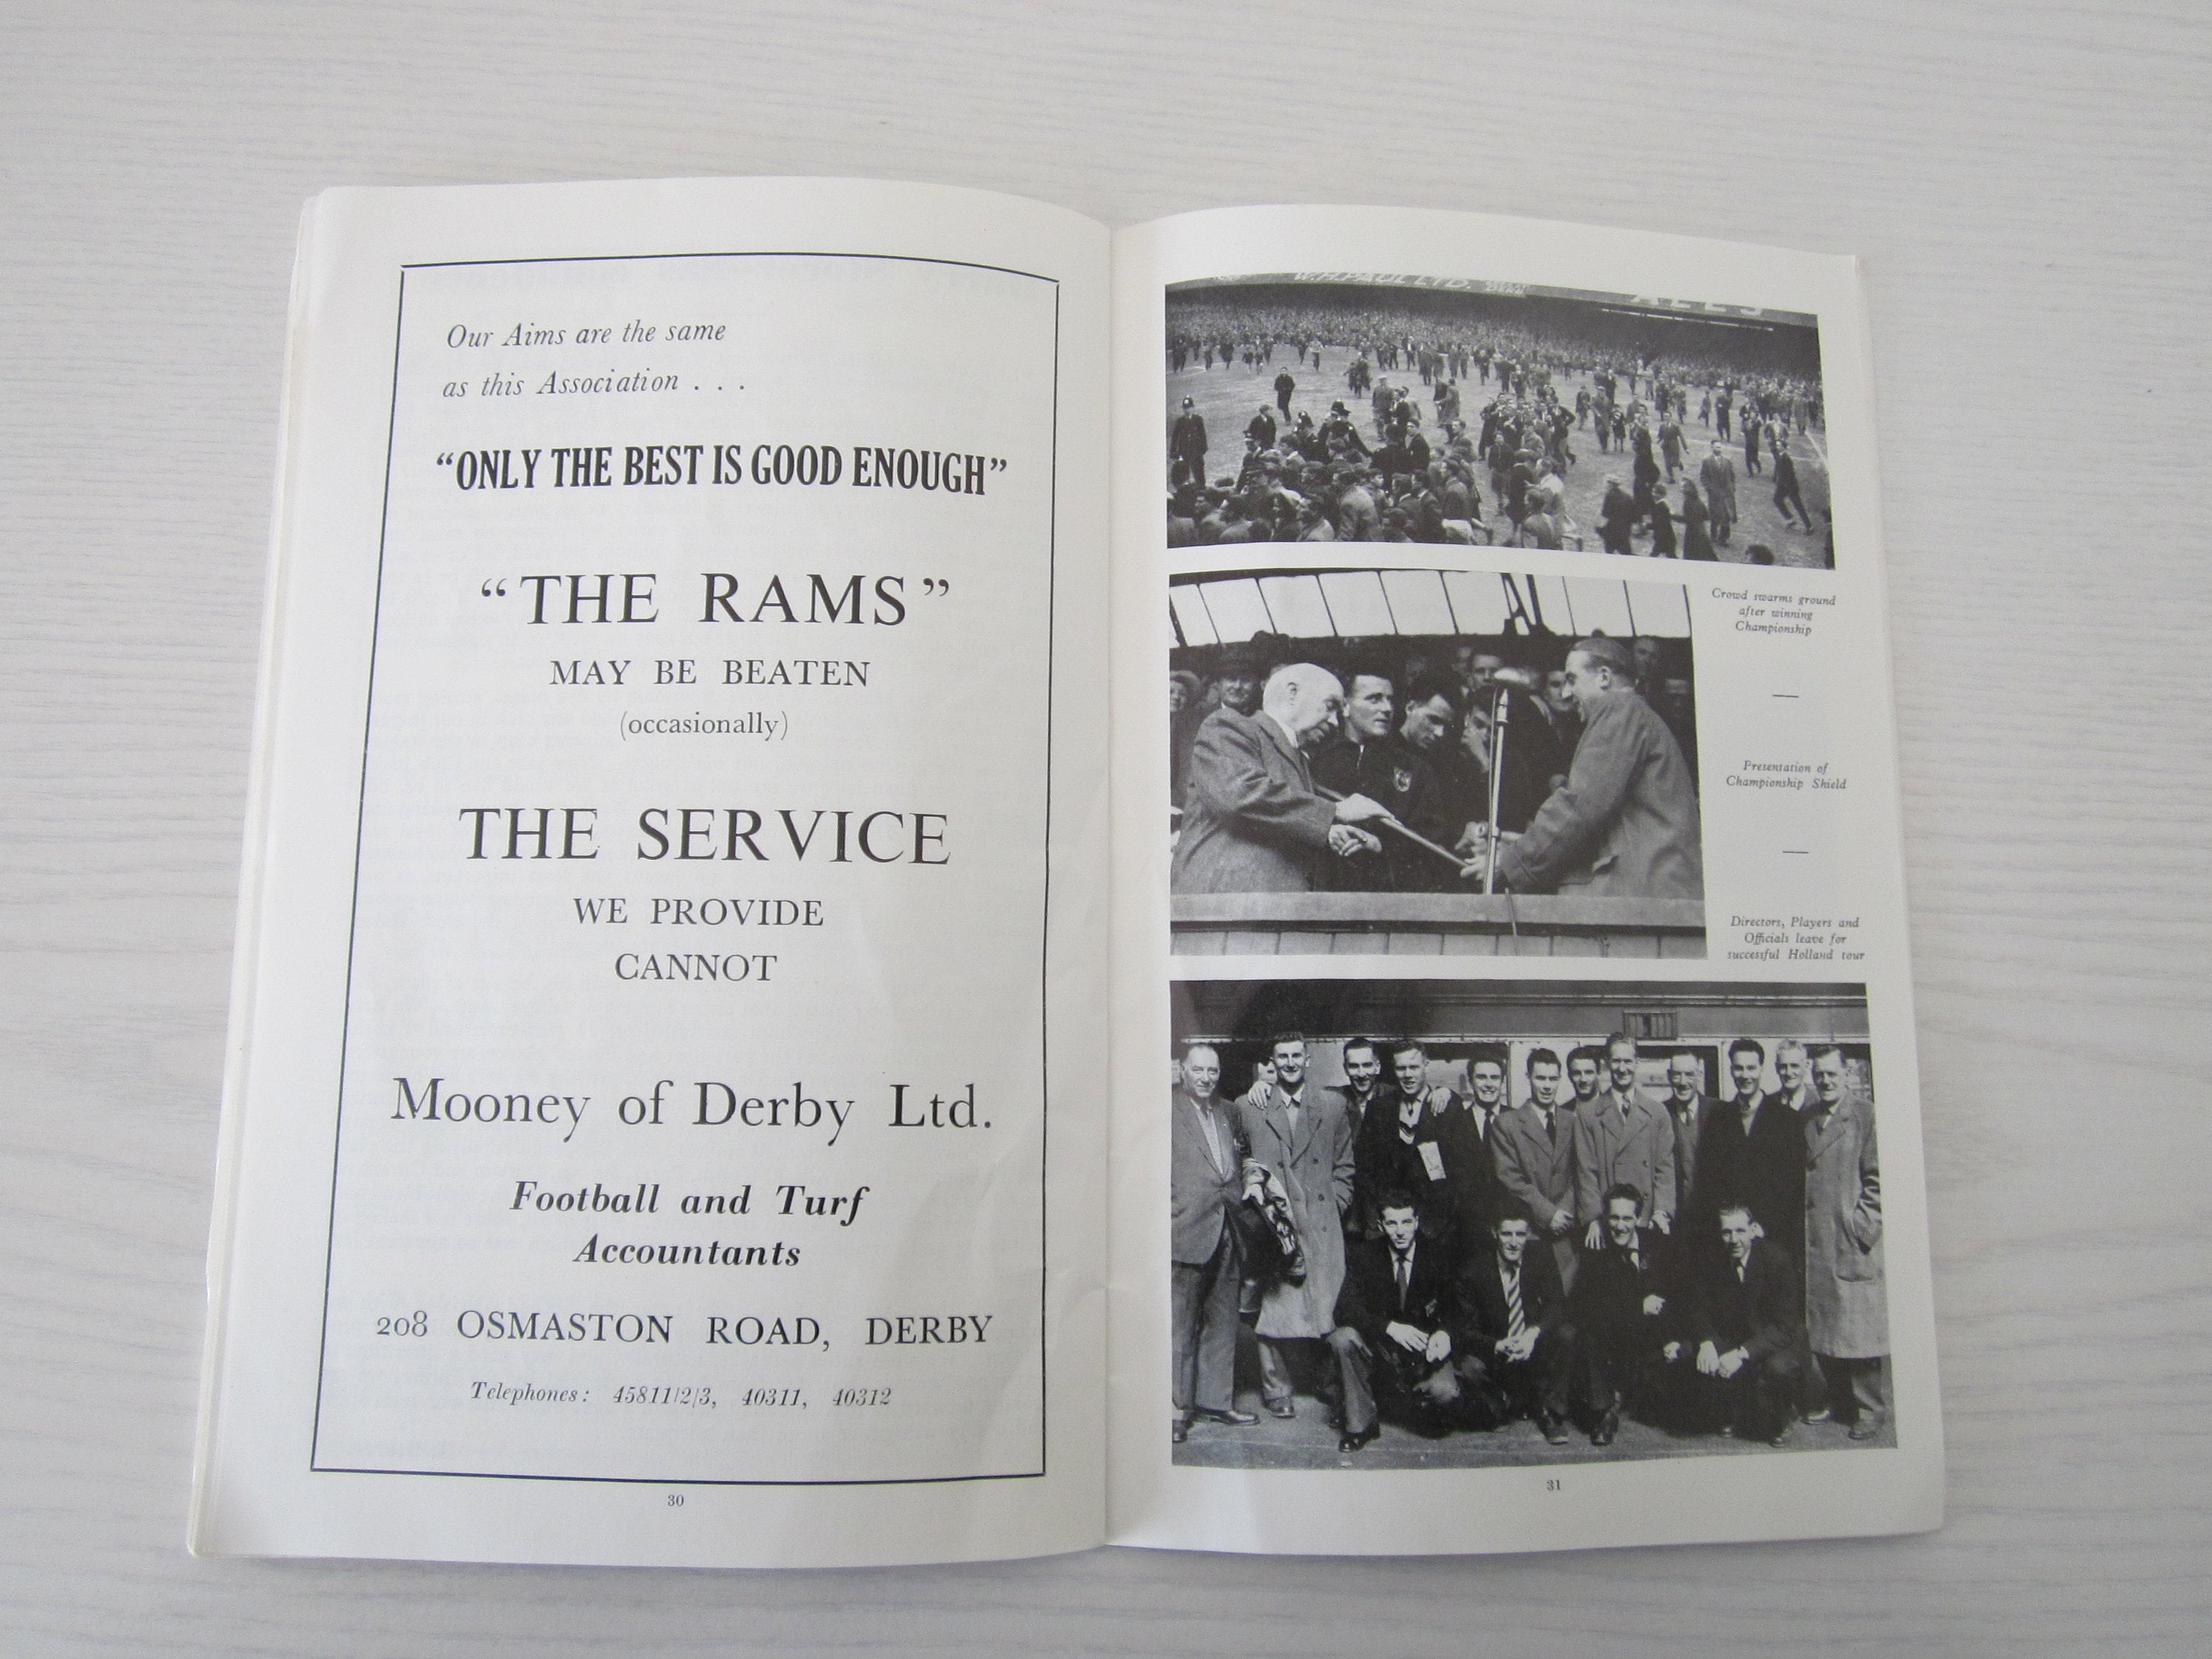 Our Aims are the same
as this Association . . .
“ONLY THE BEST IS GOOD ENOUGH”
“THE RAMS”
MAY BE BEATEN
(occasionally)
THE SERVICE
WE PROVIDE
CANNOT
Mooney of Derby Ltd.
Football and Turf
Accountants
208 OSMASTON ROAD, DERBY
Telephones: 45811/2/3, 40311, 40312
30
W.H.PAUL LTD.
Crowd swarms ground
after winning
Championship
Presentation of
Championship Shield
Directors, Players and
Officials leave for
successful Holland tour
31